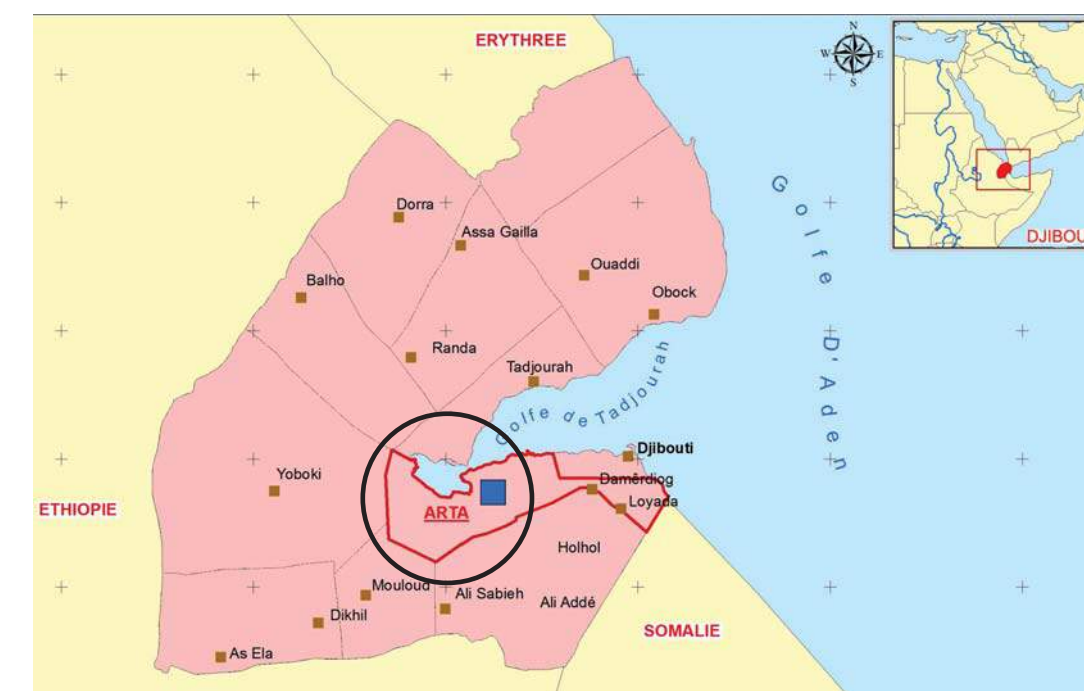 ERYTHREE
N
W
E
S
DJIBOU
Golfe D'Aden
Dorra
Assa Gailla
Ouaddi
Balho
Obock
Randa
Tadjourah
Golfe de Tadjourah
Djibouti
Yoboki
Damêrdiog
ETHIOPIE
ARTA
Loyada
Holhol
Mouloud
Ali Sabieh
Ali Addé
Dikhil
SOMALIE
As Ela